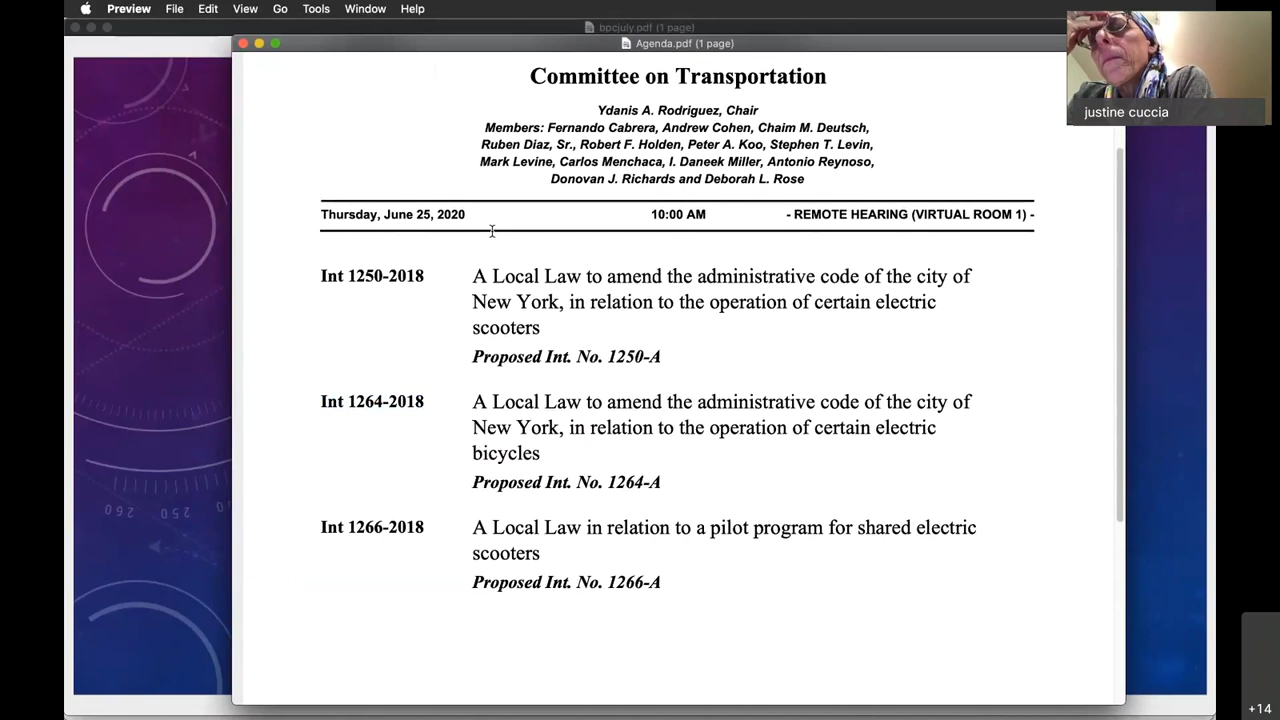 Preview File Edit View Go Tools Window Help
bpcjuly.pdf (1 page)
Agenda.pdf (1 page)
justine cuccia
Committee on Transportation
Ydanis A. Rodriguez, Chair
Members: Fernando Cabrera, Andrew Cohen, Chaim M. Deutsch,
Ruben Diaz, Sr., Robert F. Holden, Peter A. Koo, Stephen T. Levin,
Mark Levine, Carlos Menchaca, I. Daneek Miller, Antonio Reynoso,
Donovan J. Richards and Deborah L. Rose
Thursday, June 25, 2020 10:00 AM - REMOTE HEARING (VIRTUAL ROOM 1) -
Int 1250-2018 A Local Law to amend the administrative code of the city of
New York, in relation to the operation of certain electric
scooters
Proposed Int. No. 1250-A
Int 1264-2018 A Local Law to amend the administrative code of the city of
New York, in relation to the operation of certain electric
bicycles
Proposed Int. No. 1264-A
Int 1266-2018 A Local Law in relation to a pilot program for shared electric
scooters
Proposed Int. No. 1266-A
260 250
+14